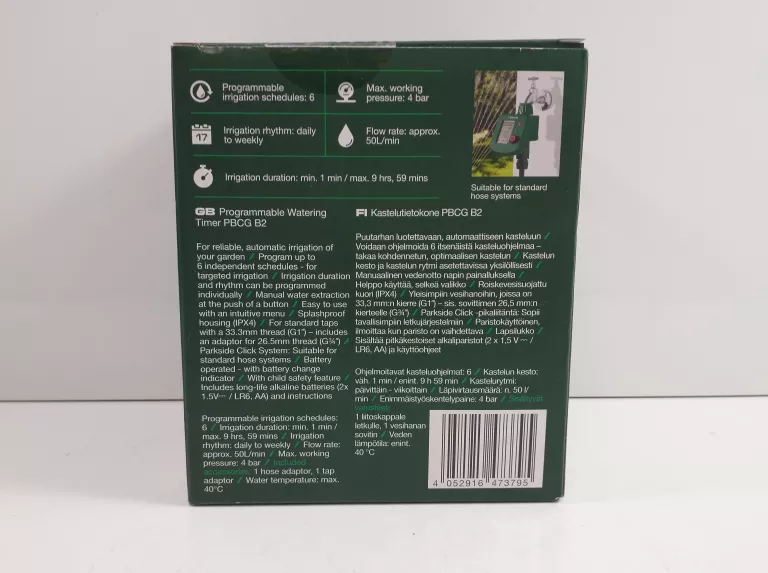 Programmable
irrigation schedules: 6
Max. working
pressure: 4 bar
17
Irrigation rhythm: daily
to weekly
Flow rate: approx.
50L/min
Irrigation duration: min. 1 min / max. 9 hrs, 59 mins
Suitable for standard
hose systems
GB Programmable Watering
Timer PBCG B2
For reliable, automatic irrigation of
your garden / Program up to
6 independent schedules - for
targeted irrigation / Irrigation duration
and rhythm can be programmed
individually / Manual water extraction
at the push of a button / Easy to use
with an intuitive menu / Splashproof
housing (IPX4) / For standard taps
with a 33.3mm thread (G1") – includes
an adaptor for 26.5mm thread (G¾") /
Parkside Click System: Suitable for
standard hose systems / Battery
operated - with battery change
indicator / With child safety feature /
Includes long-life alkaline batteries (2x
1.5V⎓ / LR6, AA) and instructions
Programmable irrigation schedules:
6 / Irrigation duration: min. 1 min /
max. 9 hrs, 59 mins / Irrigation
rhythm: daily to weekly / Flow rate:
approx. 50L/min / Max. working
pressure: 4 bar / Included
accessories: 1 hose adaptor, 1 tap
adaptor / Water temperature: max.
40°C
FI Kastelutietokone PBCG B2
Puutarhan luotettavaan, automaattiseen kasteluun /
Voidaan ohjelmoida 6 itsenäistä kasteluohjelmaa –
takaa kohdennetun, optimaalisen kastelun / Kastelun
kesto ja kastelun rytmi asetettavissa yksilöllisesti /
Manuaalinen vedenotto napin painalluksella /
Helppo käyttää, selkeä valikko / Roiskevesisuojattu
kuori (IPX4) / Yleisimpiin vesihanoihin, joissa on
33,3 mm:n kierre (G1") – sis. sovittimen 26,5 mm:n
kierteelle (G¾") / Parkside Click -pikaliitäntä: Sopii
tavallisimpiin letkujärjestelmiin / Paristokäyttöinen,
ilmoittaa kun paristo on vaihdettava / Lapsilukko /
Sisältää pitkäkestoiset alkaliparistot (2 x 1,5 V⎓ /
LR6, AA) ja käyttöohjeet
Ohjelmoitavat kasteluohjelmat: 6 / Kastelun kesto:
väh. 1 min / enint. 9 h 59 min / Kastelurytmi:
päivittäin - viikoittain / Läpivirtausmäärä: n. 50 l/
min / Enimmäistyöskentelypaine: 4 bar / Sisältyvät
varusteet:
1 liitoskappale
letkulle, 1 vesihanan
sovitin / Veden
lämpötila: enint.
40 °C
4 052916 473795